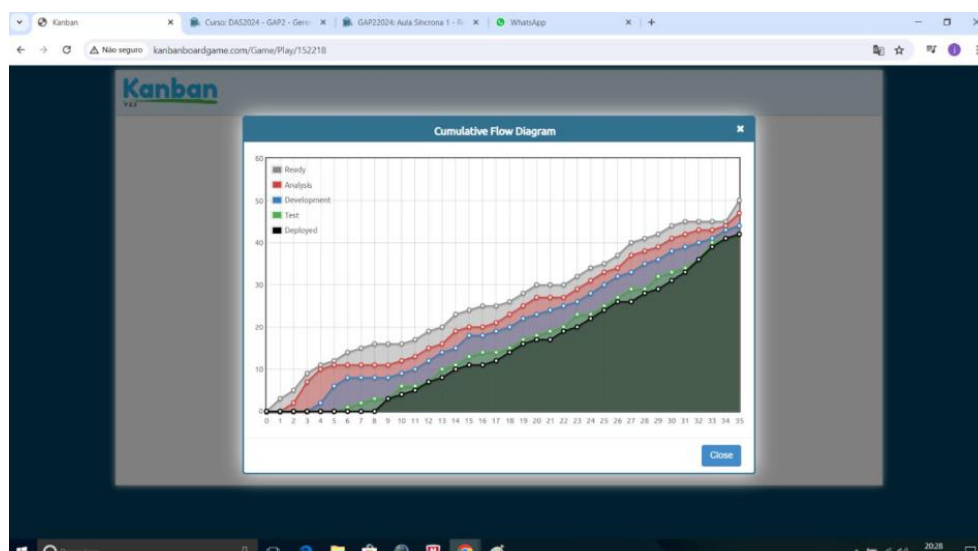 Kanban
Curso: DAS2024 - GAP2 - Geren
GAP22024: Aula Síncrona 1 - Fe
WhatsApp
Não seguro
kanbanboardgame.com/Game/Play/152218
Kanban
Cumulative Flow Diagram
60
50
40
30
20
10
0
Ready
Analysis
Development
Test
Deployed
0 1 2 3 4 5 6 7 8 9 10 11 12 13 14 15 16 17 18 19 20 21 22 23 24 25 26 27 28 29 30 31 32 33 34 35
Close
20:28